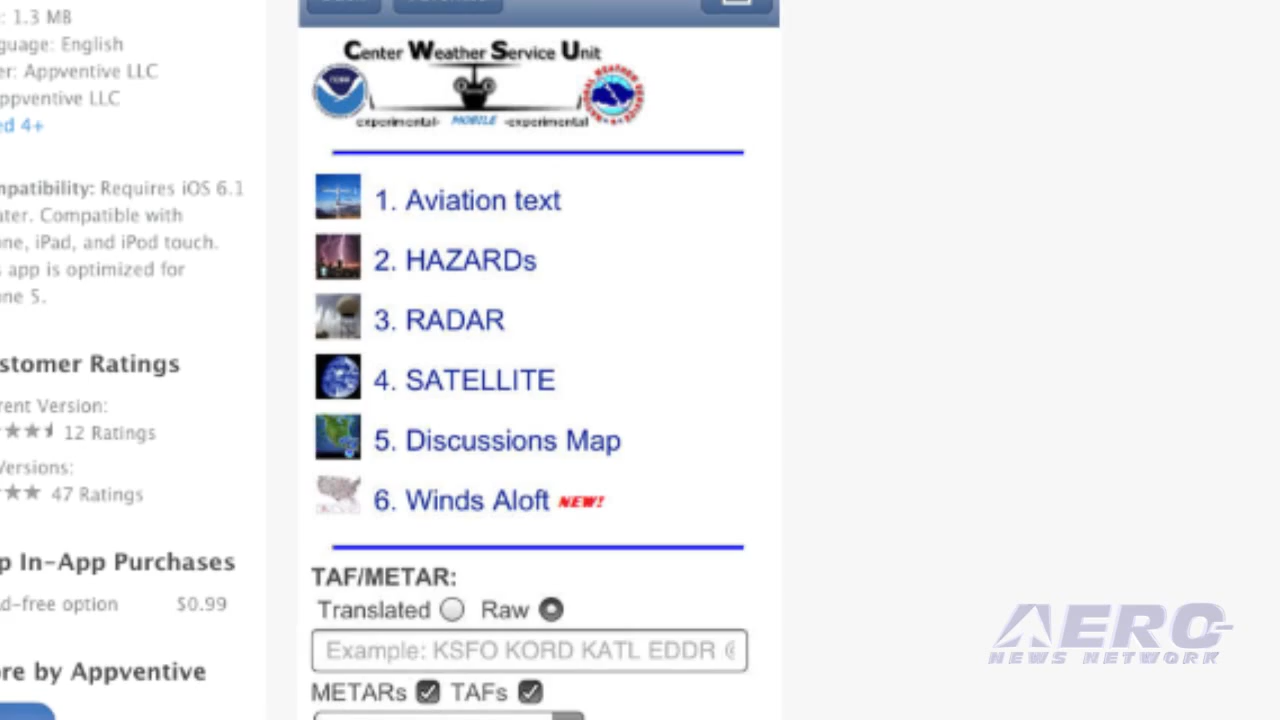 : 1.3 MB
guage: English
er: Appventive LLC
ppventive LLC
ed 4+
mpatibility: Requires iOS 6.1
ater. Compatible with
ne, iPad, and iPod touch.
s app is optimized for
ne 5.
stomer Ratings
rent Version:
12 Ratings
Versions:
47 Ratings
p In-App Purchases
d-free option $0.99
re by Appventive
Center Weather Service Unit
experimental- MOBILE -experimental
1. Aviation text
2. HAZARDs
3. RADAR
4. SATELLITE
5. Discussions Map
6. Winds Aloft NEW!
TAF/METAR:
Translated Raw
Example: KSFO KORD KATL EDDR
METARs TAFs
AERO
NEWS NETWORK